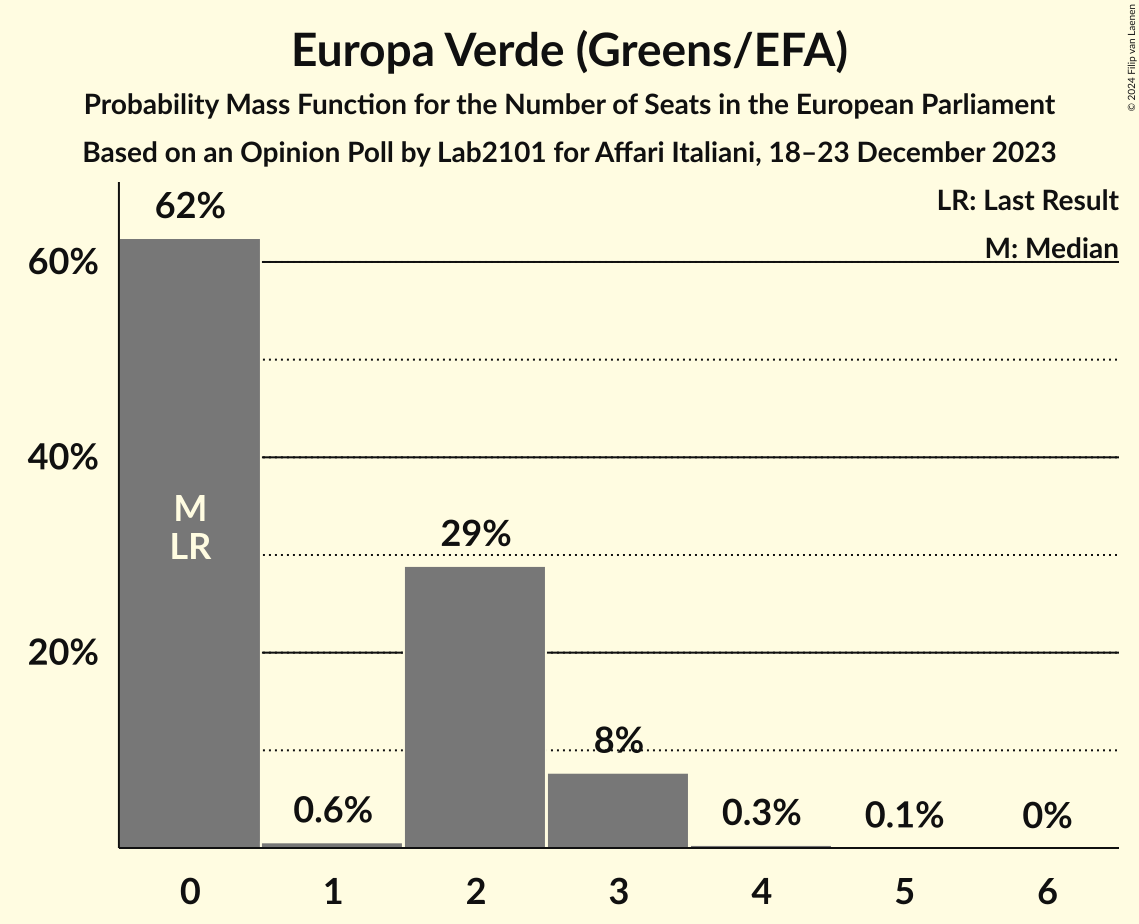 Europa Verde (Greens/EFA)
Probability Mass Function for the Number of Seats in the European Parliament
Based on an Opinion Poll by Lab2101 for Affari Italiani, 18–23 December 2023
© 2024 Filip van Laenen
LR: Last Result
M: Median
62%
60%
40%
M
LR
29%
20%
8%
0.6%
0.3%
0.1%
0%
0 1 2 3 4 5 6